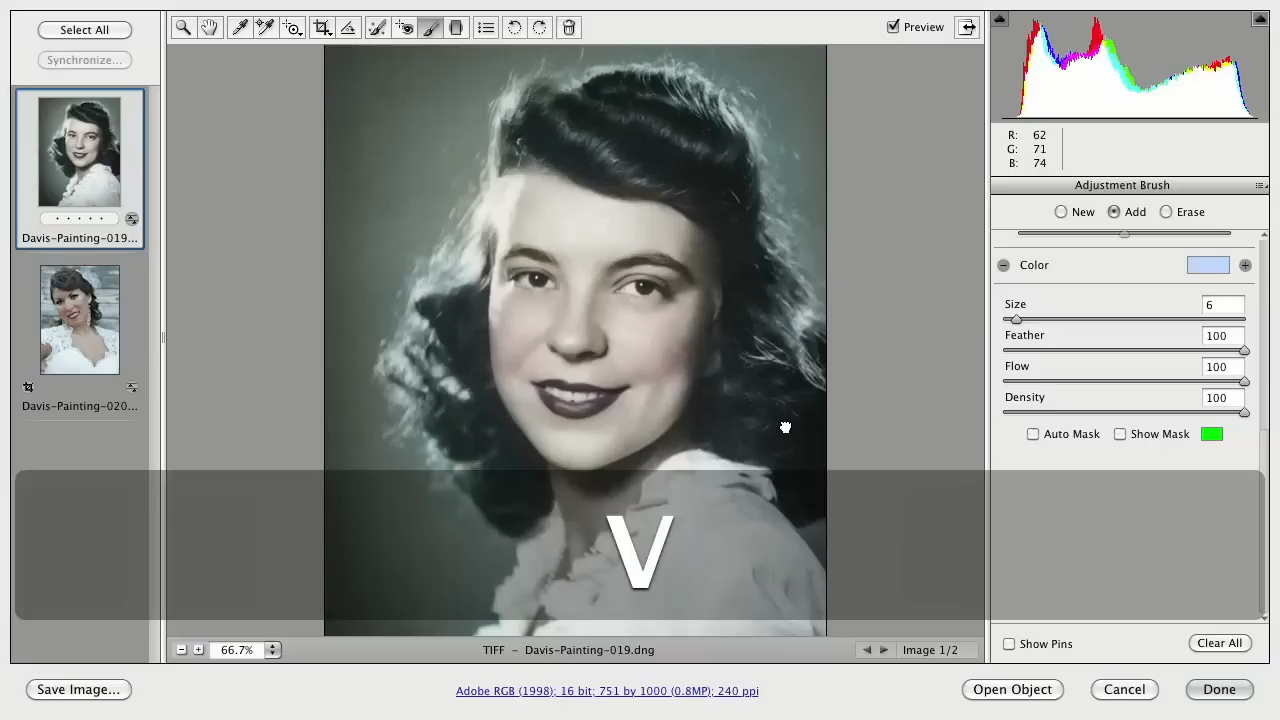 Select All
Synchronize...
Preview
Davis-Painting-019...
Davis-Painting-020...
R: 62
G: 71
B: 74
Adjustment Brush
New Add Erase
Color
Size 6
Feather 100
Flow 100
Density 100
Auto Mask Show Mask
V
Show Pins Clear All
66.7% TIFF – Davis-Painting-019.dng Image 1/2
Save Image... Adobe RGB (1998); 16 bit; 751 by 1000 (0.8MP); 240 ppi Open Object Cancel Done